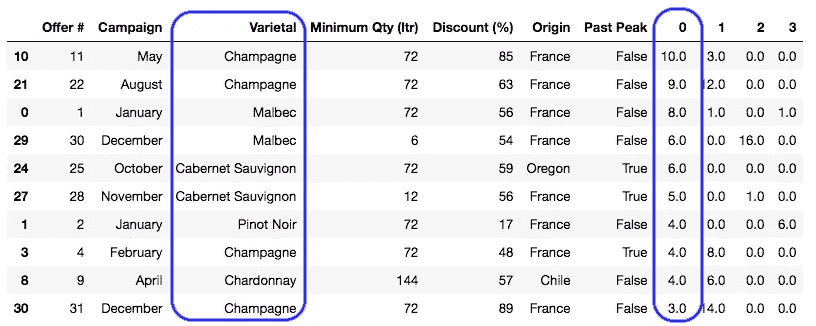 Offer # Campaign Varietal Minimum Qty (ltr) Discount (%) Origin Past Peak 0 1 2 3
10 11 May Champagne 72 85 France False 10.0 3.0 0.0 0.0
21 22 August Champagne 72 63 France False 9.0 12.0 0.0 0.0
0 1 January Malbec 72 56 France False 8.0 1.0 0.0 1.0
29 30 December Malbec 6 54 France False 6.0 0.0 16.0 0.0
24 25 October Cabernet Sauvignon 72 59 Oregon True 6.0 0.0 0.0 0.0
27 28 November Cabernet Sauvignon 12 56 France True 5.0 0.0 1.0 0.0
1 2 January Pinot Noir 72 17 France False 4.0 0.0 0.0 6.0
3 4 February Champagne 72 48 France True 4.0 8.0 0.0 0.0
8 9 April Chardonnay 144 57 Chile False 4.0 6.0 0.0 0.0
30 31 December Champagne 72 89 France False 3.0 14.0 0.0 0.0